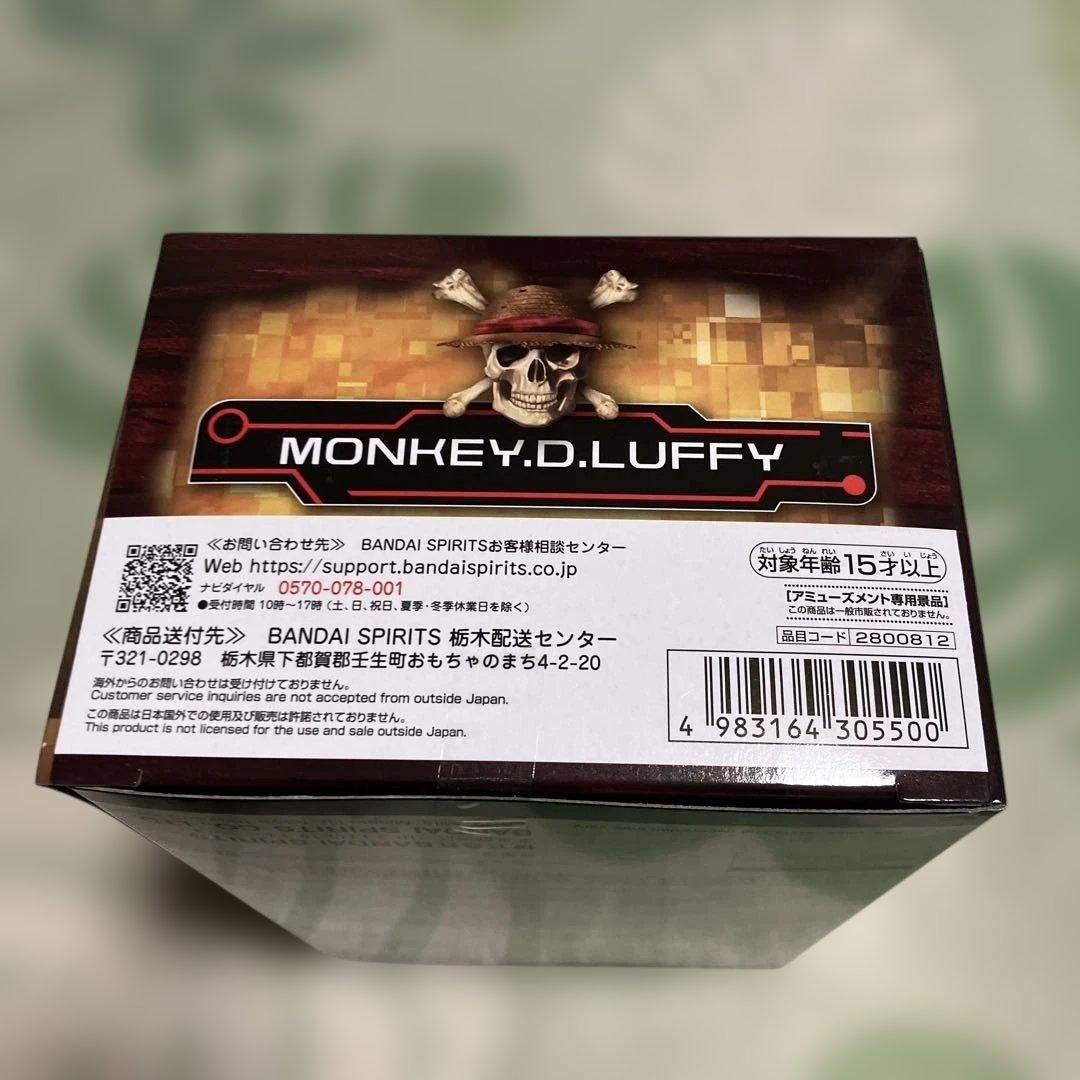 MONKEY.D.LUFFY
≪お問い合わせ先≫ BANDAI SPIRITSお客様相談センター
Web https://support.bandaispirits.co.jp
ナビダイヤル 0570-078-001
●受付時間 10時〜17時（土、日、祝日、夏季・冬季休業日を除く）
≪商品送付先≫ BANDAI SPIRITS 栃木配送センター
〒321-0298 栃木県下都賀郡壬生町おもちゃのまち4-2-20
海外からのお問い合わせは受け付けておりません。
Customer service inquiries are not accepted from outside Japan.
この商品は日本国外での使用及び販売は許諾されておりません。
This product is not licensed for the use and sale outside Japan.
たいしょうねんれい さいいじょう
対象年齢15才以上
【アミューズメント専用景品】
この商品は一般市販されておりません。
品目コード 2800812
4 983164 305500